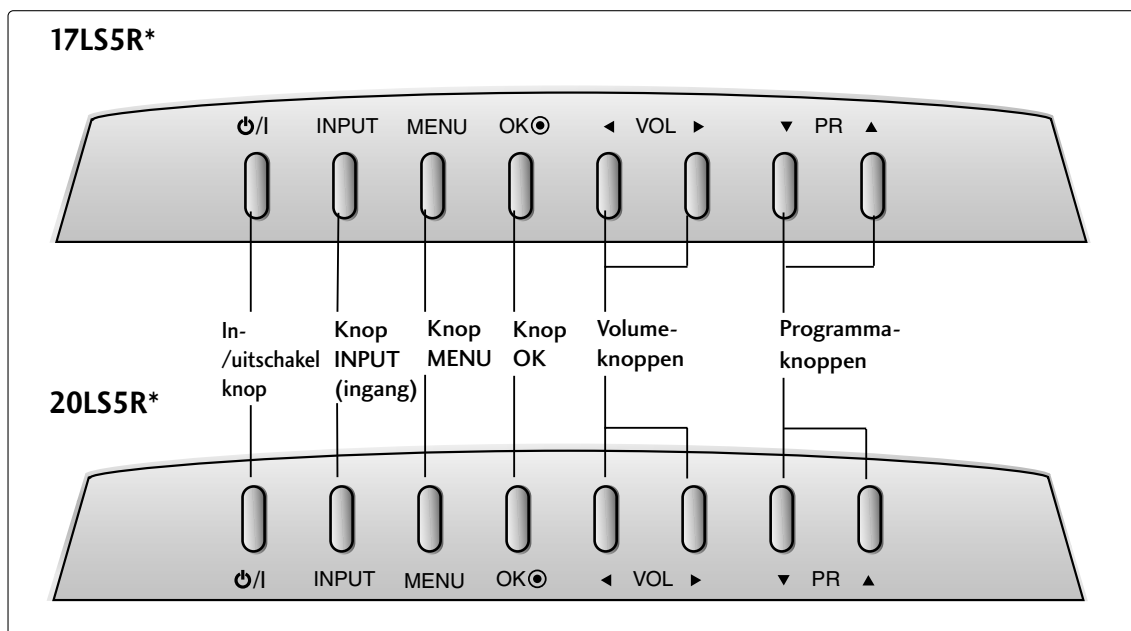 17LS5R*
⏻/I INPUT MENU OK◉ ◄ VOL ► ▼ PR ▲
In-
/uitschakel
knop
Knop
INPUT
(ingang)
Knop
MENU
Knop
OK
Volume-
knoppen
Programma-
knoppen
20LS5R*
⏻/I INPUT MENU OK◉ ◄ VOL ► ▼ PR ▲